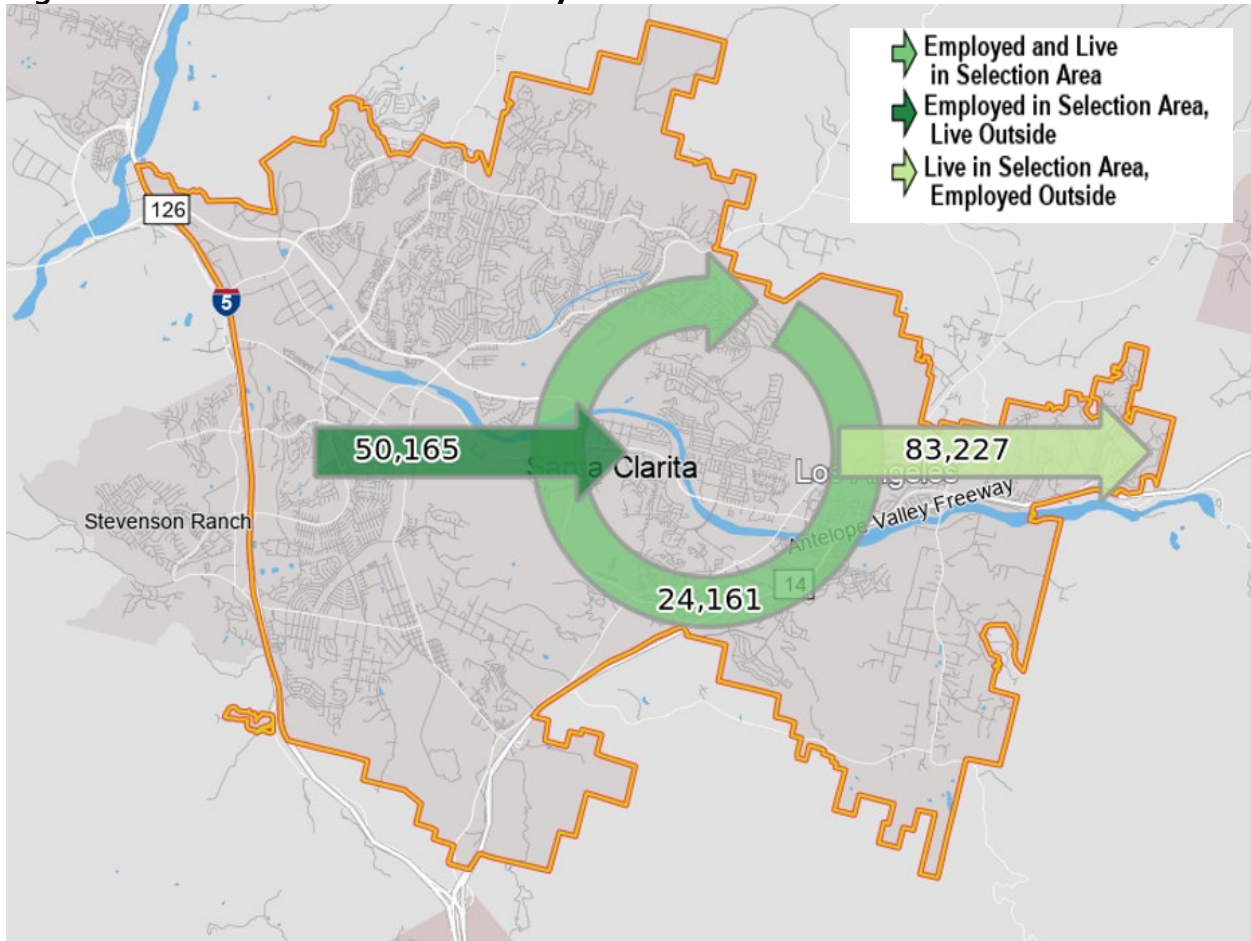 Employed and Live
in Selection Area
Employed in Selection Area,
Live Outside
Live in Selection Area,
Employed Outside
126
5
50,165
83,227
Santa Clarita
Los Angeles
Stevenson Ranch
Antelope Valley Freeway
14
24,161